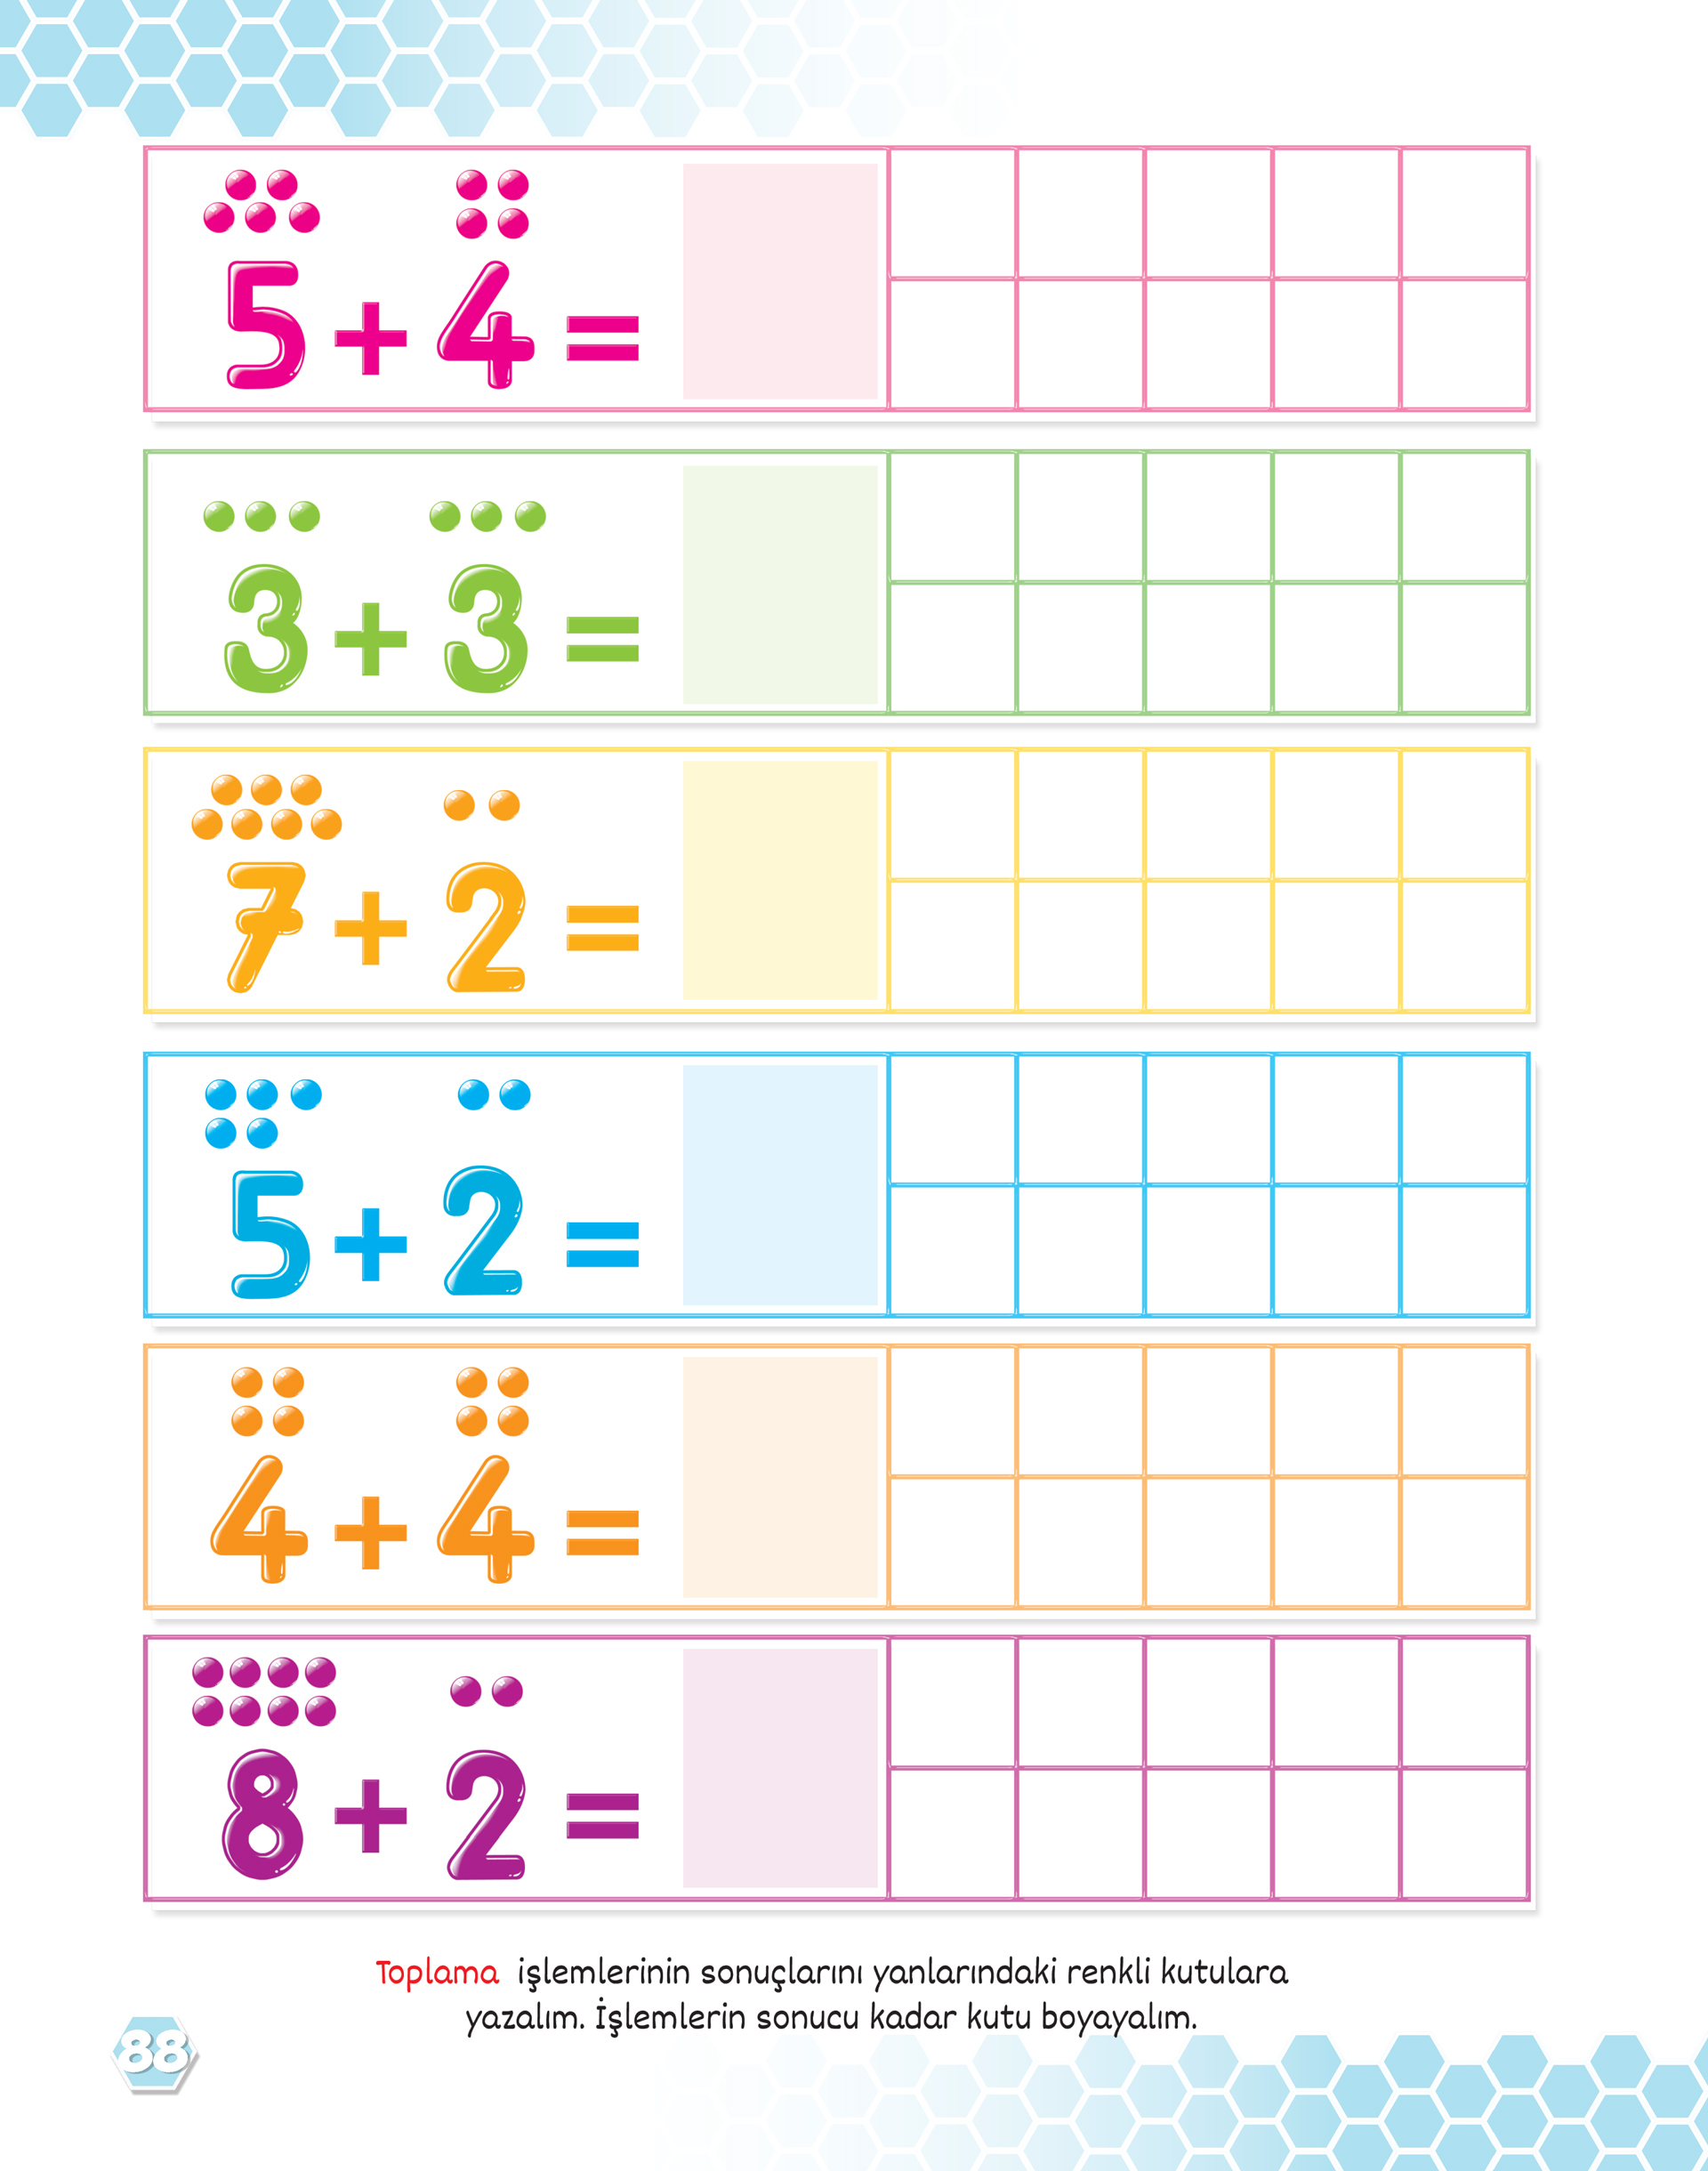 5 + 4 =
3 + 3 =
7 + 2 =
5 + 2 =
4 + 4 =
8 + 2 =
Toplama işlemlerinin sonuçlarını yanlarındaki renkli kutulara
yazalım. İşlemlerin sonucu kadar kutu boyayalım.
88